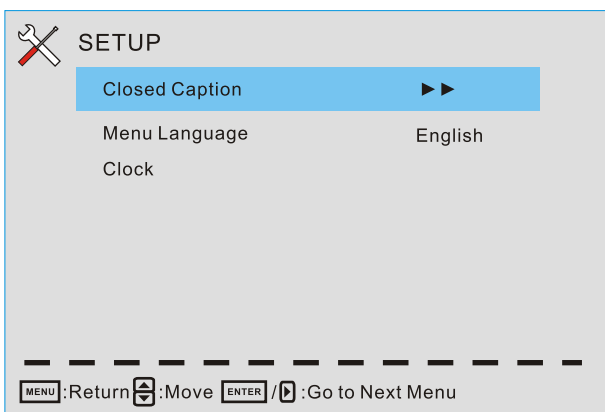 SETUP
Closed Caption ►►
Menu Language English
Clock
MENU:Return :Move ENTER / :Go to Next Menu